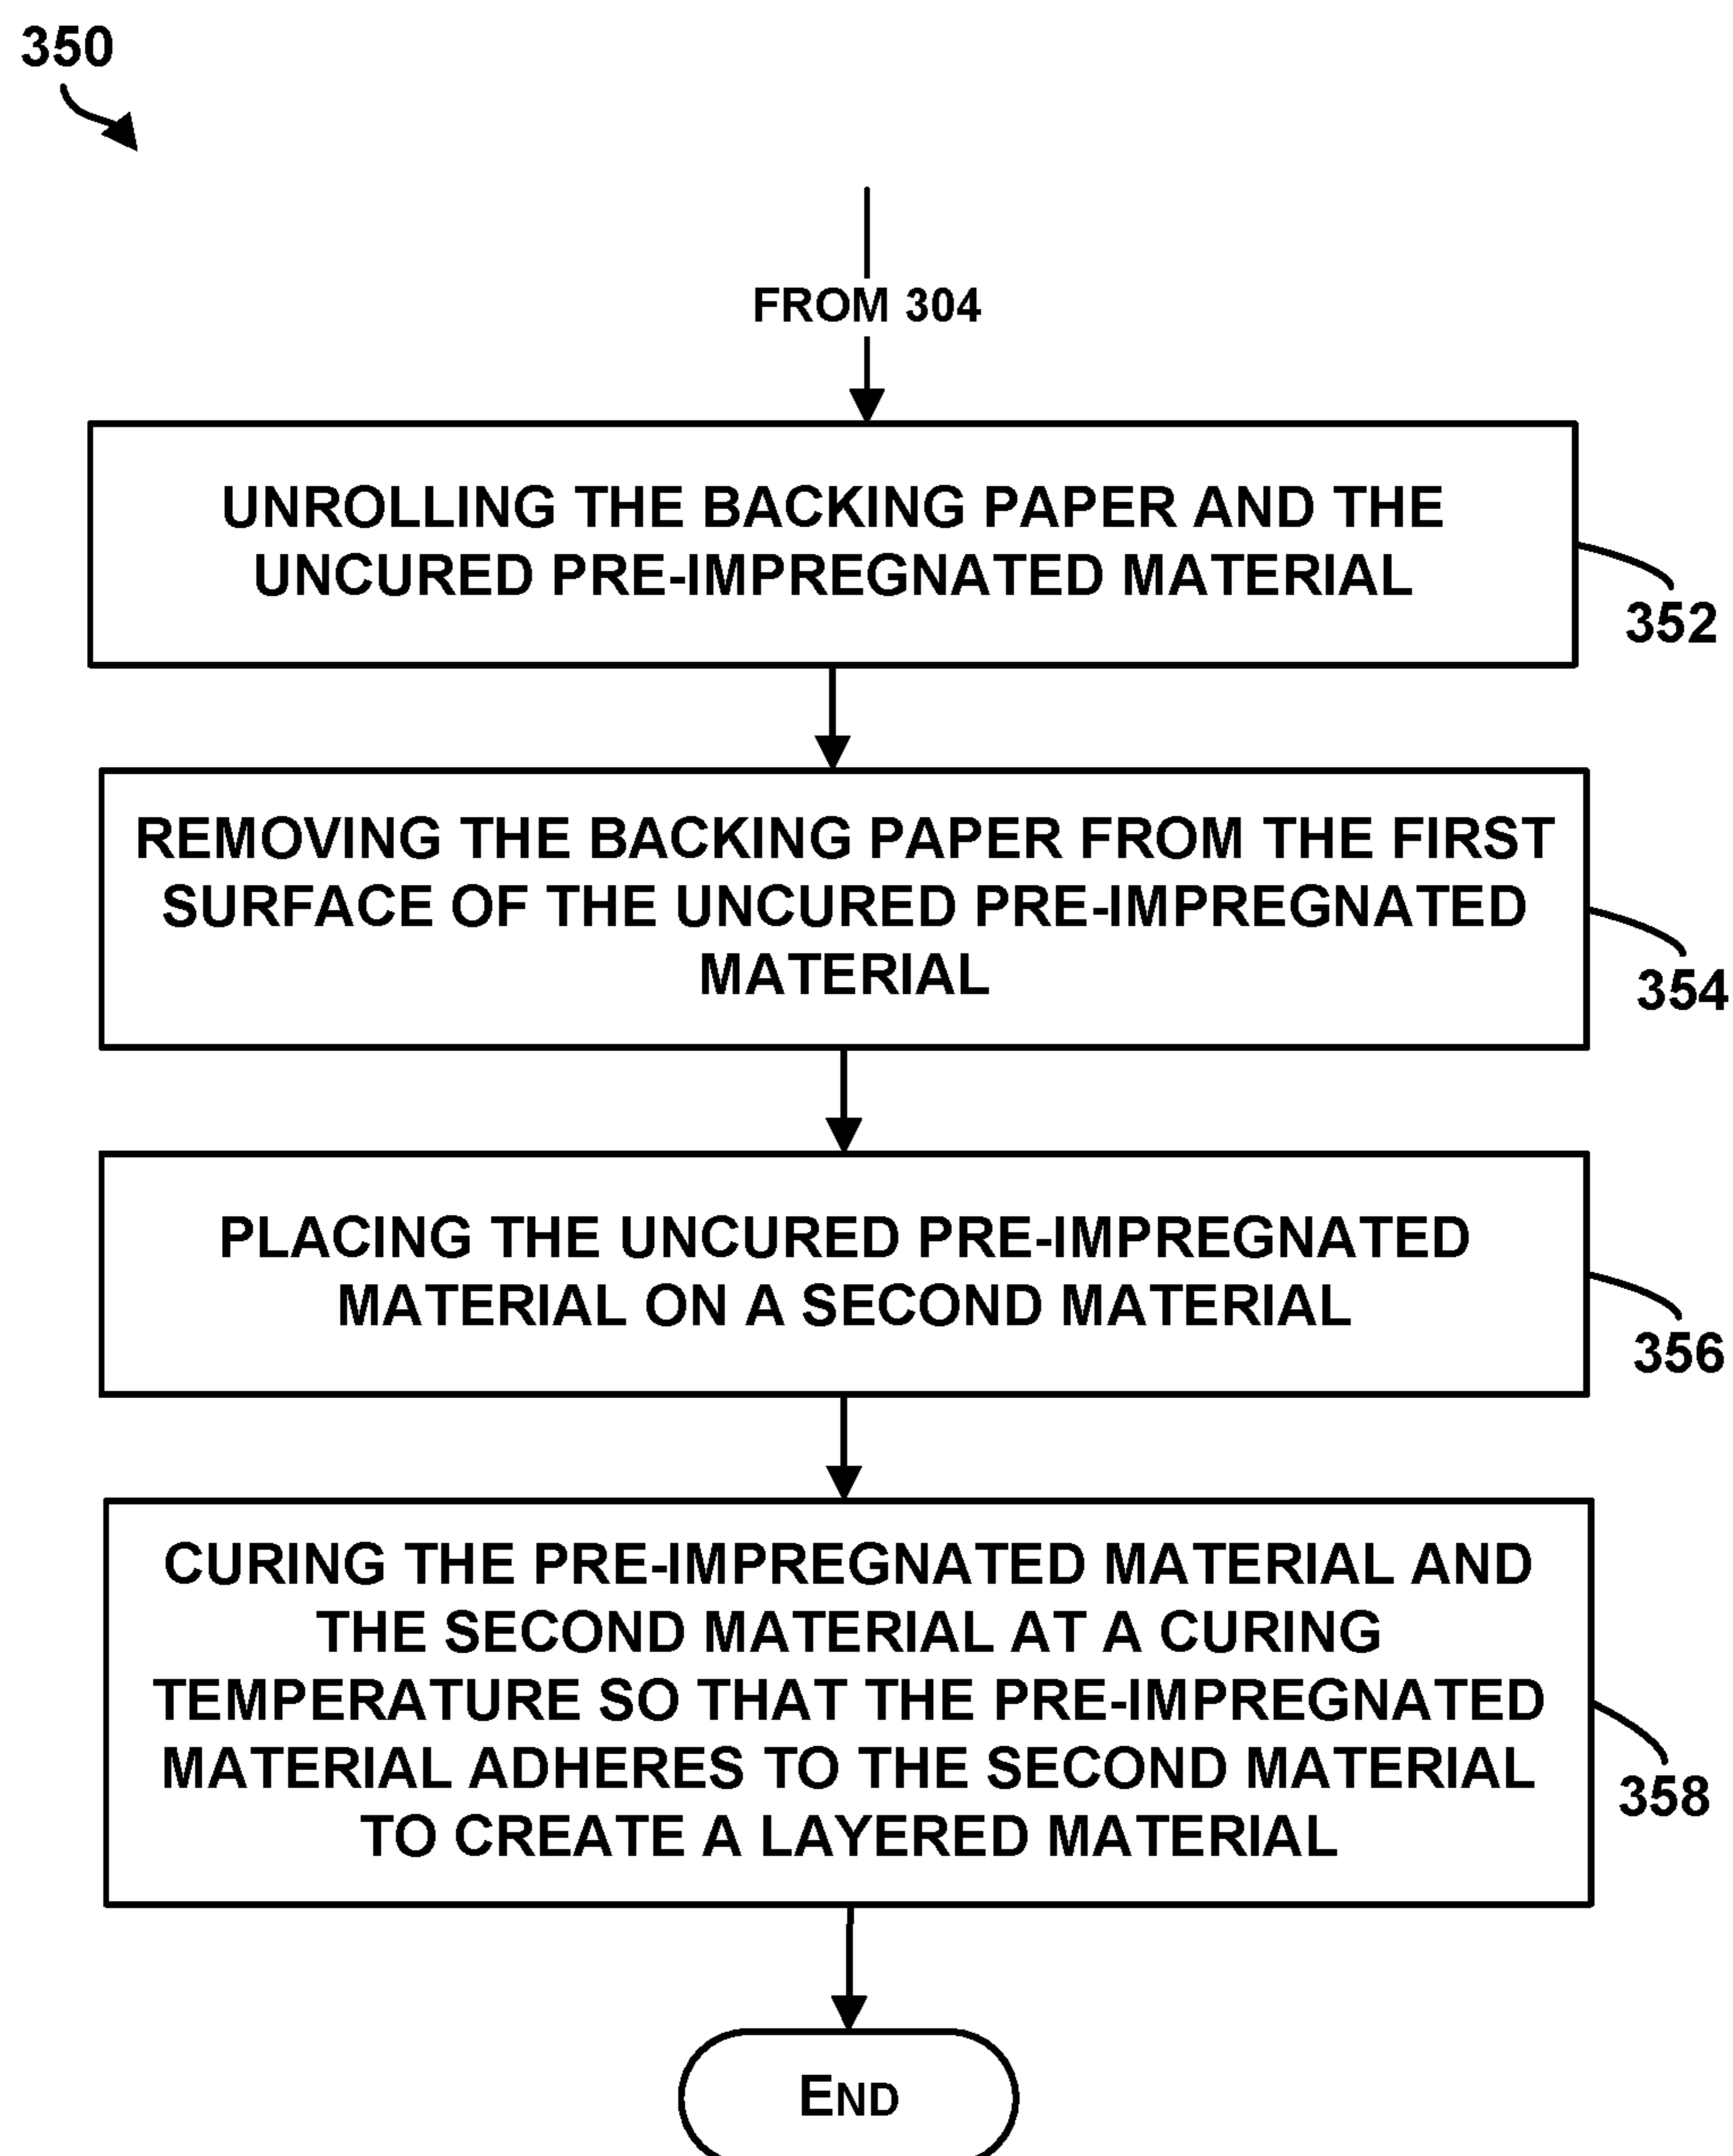 350
FROM 304
UNROLLING THE BACKING PAPER AND THE
UNCURED PRE-IMPREGNATED MATERIAL
352
REMOVING THE BACKING PAPER FROM THE FIRST
SURFACE OF THE UNCURED PRE-IMPREGNATED
MATERIAL
354
PLACING THE UNCURED PRE-IMPREGNATED
MATERIAL ON A SECOND MATERIAL
356
CURING THE PRE-IMPREGNATED MATERIAL AND
THE SECOND MATERIAL AT A CURING
TEMPERATURE SO THAT THE PRE-IMPREGNATED
MATERIAL ADHERES TO THE SECOND MATERIAL
TO CREATE A LAYERED MATERIAL
358
END